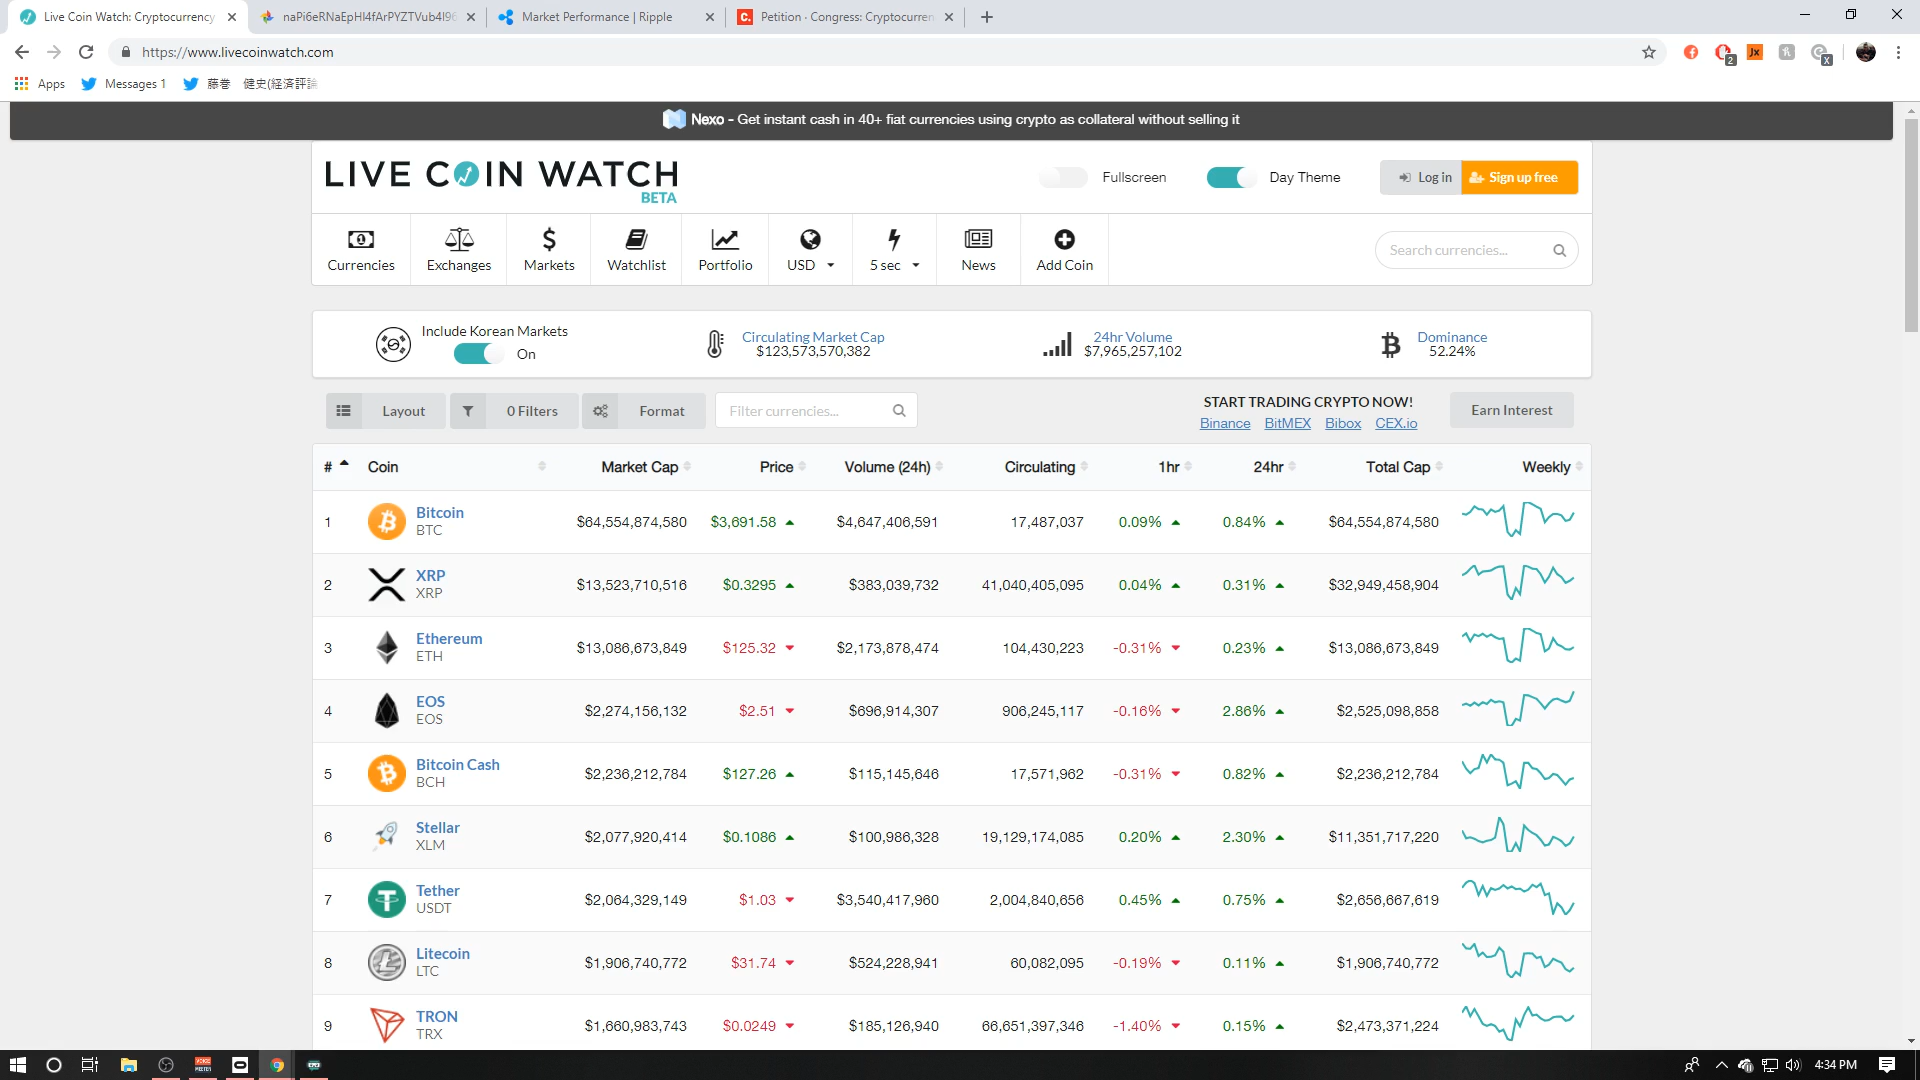 Live Coin Watch: Cryptocurrency
naPi6eRNaEpHl4fArPYZTVub4l96
Market Performance | Ripple
Petition · Congress: Cryptocurren
https://www.livecoinwatch.com
2
Jx
X
Apps
Messages 1
藤巻 健史(経済評論
Nexo - Get instant cash in 40+ fiat currencies using crypto as collateral without selling it
LIVE COIN WATCH
BETA
Fullscreen
Day Theme
Log in
Sign up free
Currencies
Exchanges
Markets
Watchlist
Portfolio
USD
5 sec
News
Add Coin
Search currencies...
Include Korean Markets
On
Circulating Market Cap
$123,573,570,382
24hr Volume
$7,965,257,102
Dominance
52.24%
Layout
0 Filters
Format
Filter currencies...
START TRADING CRYPTO NOW!
Binance BitMEX Bibox CEX.io
Earn Interest
# Coin Market Cap Price Volume (24h) Circulating 1hr 24hr Total Cap Weekly
1 Bitcoin BTC $64,554,874,580 $3,691.58 $4,647,406,591 17,487,037 0.09% 0.84% $64,554,874,580
2 XRP XRP $13,523,710,516 $0.3295 $383,039,732 41,040,405,095 0.04% 0.31% $32,949,458,904
3 Ethereum ETH $13,086,673,849 $125.32 $2,173,878,474 104,430,223 -0.31% 0.23% $13,086,673,849
4 EOS EOS $2,274,156,132 $2.51 $696,914,307 906,245,117 -0.16% 2.86% $2,525,098,858
5 Bitcoin Cash BCH $2,236,212,784 $127.26 $115,145,646 17,571,962 -0.31% 0.82% $2,236,212,784
6 Stellar XLM $2,077,920,414 $0.1086 $100,986,328 19,129,174,085 0.20% 2.30% $11,351,717,220
7 Tether USDT $2,064,329,149 $1.03 $3,540,417,960 2,004,840,656 0.45% 0.75% $2,656,667,619
8 Litecoin LTC $1,906,740,772 $31.74 $524,228,941 60,082,095 -0.19% 0.11% $1,906,740,772
9 TRON TRX $1,660,983,743 $0.0249 $185,126,940 66,651,397,346 -1.40% 0.15% $2,473,371,224
4:34 PM